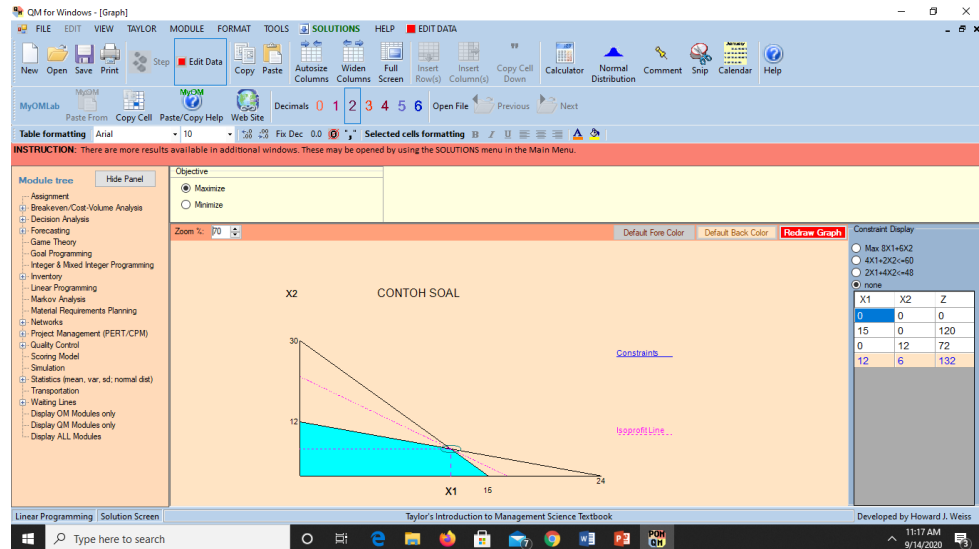 QM for Windows - [Graph]
FILE EDIT VIEW TAYLOR MODULE FORMAT TOOLS SOLUTIONS HELP EDIT DATA
New Open Save Print Step Edit Data Copy Paste Autosize Columns Widen Columns Full Screen Insert Row(s) Insert Column(s) Copy Cell Down Calculator Normal Distribution Comment Snip Calendar Help
MyOMLab Paste From Copy Cell Paste/Copy Help Web Site Decimals 0 1 2 3 4 5 6 Open File Previous Next
Table formatting Arial 10 Fix Dec 0.0 Selected cells formatting B I U A
INSTRUCTION: There are more results available in additional windows. These may be opened by using the SOLUTIONS menu in the Main Menu.
Module tree Hide Panel
Assignment
Breakeven/Cost-Volume Analysis
Decision Analysis
Forecasting
Game Theory
Goal Programming
Integer & Mixed Integer Programming
Inventory
Linear Programming
Markov Analysis
Material Requirements Planning
Networks
Project Management (PERT/CPM)
Quality Control
Scoring Model
Simulation
Statistics (mean, var, sd; normal dist)
Transportation
Waiting Lines
Display OM Modules only
Display QM Modules only
Display ALL Modules
Objective
Maximize
Minimize
Zoom %: 70 Default Fore Color Default Back Color Redraw Graph
X2 CONTOH SOAL
30
Constraints
12
IsoprofitLine
24
X1 15
Constraint Display
Max 8X1+6X2
4X1+2X2<=60
2X1+4X2<=48
none
X1 X2 Z
0 0 0
15 0 120
0 12 72
12 6 132
Linear Programming Solution Screen Taylor's Introduction to Management Science Textbook Developed by Howard J. Weiss
Type here to search
11:17 AM
9/14/2020